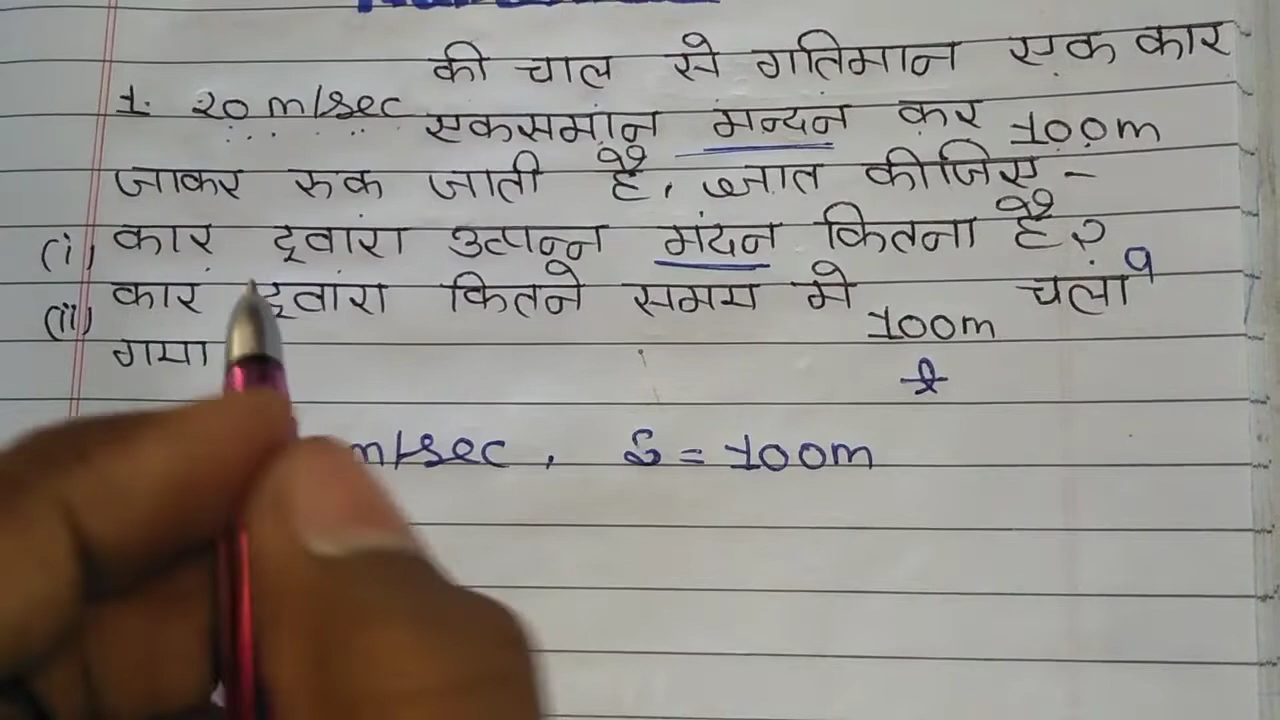 1. 20 m/sec की चाल से गतिमान एक कार
एकसमान मन्दन कर 100m
जाकर रुक जाती है, ज्ञात कीजिए -
(i) कार द्वारा उत्पन्न मंदन कितना है?
(ii) कार द्वारा कितने समय में 100m चला
गया
m/sec , S = 100m